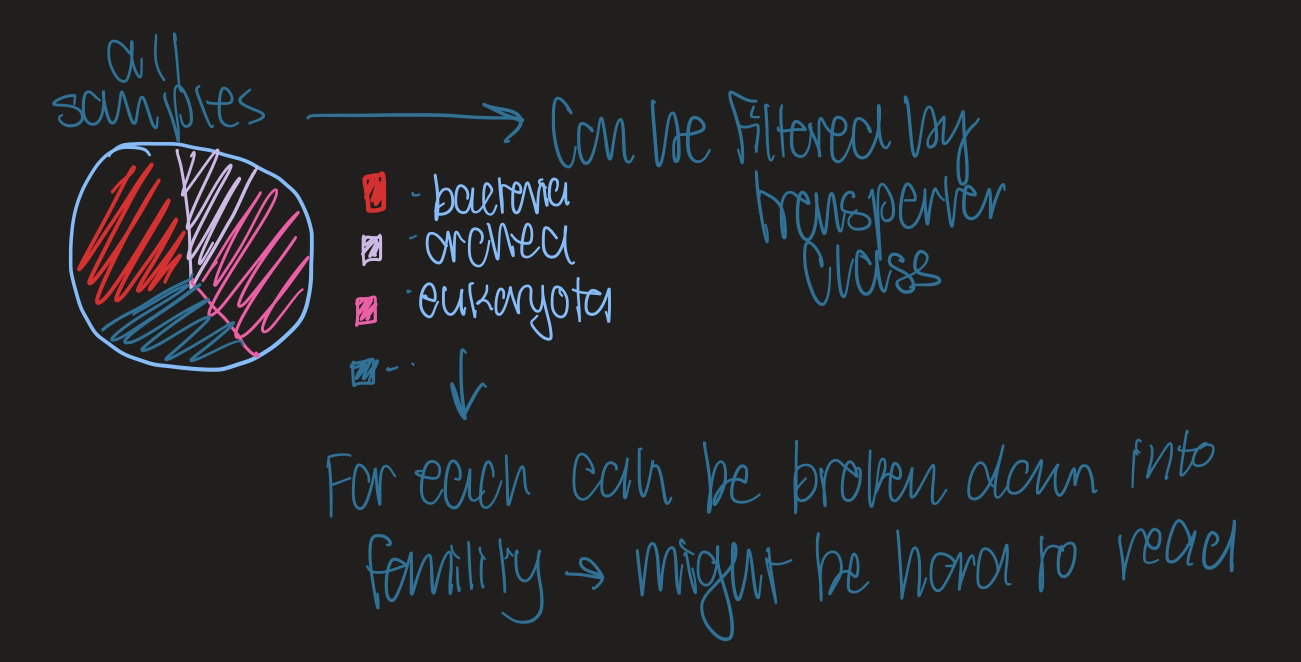 all
samples
Can be filtered by
transperter
class
- bacteria
- archea
- eukaryota
- -
For each can be broken down into
famility → might be hard to read